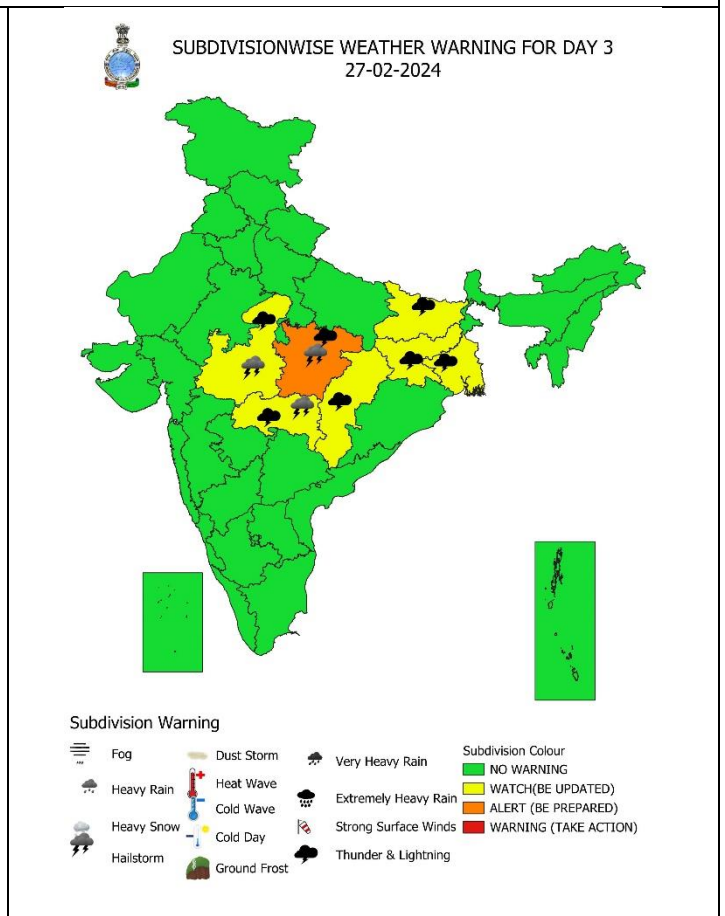 SUBDIVISIONWISE WEATHER WARNING FOR DAY 3
27-02-2024
Subdivision Warning
Fog
Heavy Rain
Heavy Snow
Hailstorm
Dust Storm
Heat Wave
Cold Wave
Cold Day
Ground Frost
Very Heavy Rain
Extremely Heavy Rain
Strong Surface Winds
Thunder & Lightning
Subdivision Colour
NO WARNING
WATCH(BE UPDATED)
ALERT (BE PREPARED)
WARNING (TAKE ACTION)